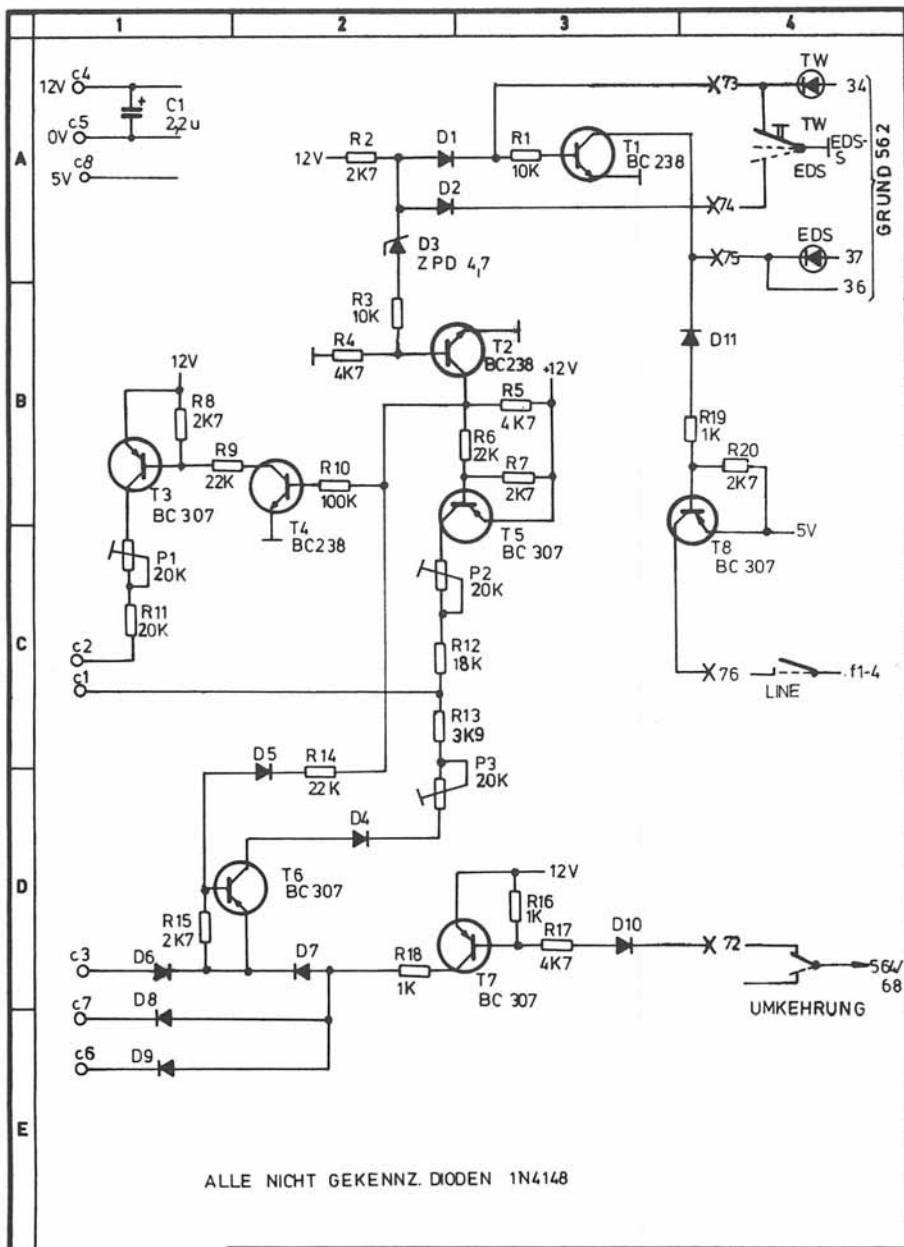 1 2 3 4
A
B
C
D
E
12V c4
C1
2,2u
0V c5
5V c8
12V
R2
2K7
D1
D2
R1
10K
T1
BC 238
73
TW
34
TW
EDS
EDS-
S
74
EDS
75
37
36
GRUND 562
D3
ZPD 4,7
R3
10K
R4
4K7
T2
BC238
+12V
D11
12V
R8
2K7
R9
22K
T3
BC 307
R10
100K
T4
BC238
R5
4K7
R6
22K
R7
2K7
T5
BC 307
R19
1K
R20
2K7
5V
T8
BC 307
P1
20K
R11
20K
c2
c1
P2
20K
R12
18K
R13
3K9
P3
20K
76
LINE
f1-4
D5
R14
22K
D4
T6
BC 307
R15
2K7
c3
D6
D7
R18
1K
12V
R16
1K
R17
4K7
D10
T7
BC 307
72
564/
68
UMKEHRUNG
c7
D8
c6
D9
ALLE NICHT GEKENNZ. DIODEN 1N4148